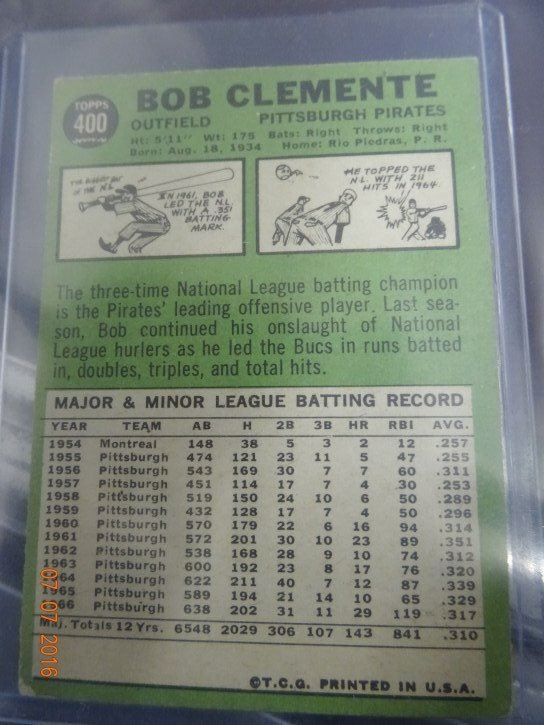 TOPPS
400
BOB CLEMENTE
OUTFIELD PITTSBURGH PIRATES
Ht: 5'11" Wt: 175 Bats: Right Throws: Right
Born: Aug. 18, 1934 Home: Rio Piedras, P. R.
THE BIGGEST BAT
OF THE N.L.
IN 1961, BOB
LED THE N.L.
WITH A .351
BATTING
MARK.
HE TOPPED THE
N.L. WITH 211
HITS IN 1964.
The three-time National League batting champion
is the Pirates' leading offensive player. Last sea-
son, Bob continued his onslaught of National
League hurlers as he led the Bucs in runs batted
in, doubles, triples, and total hits.
MAJOR & MINOR LEAGUE BATTING RECORD
YEAR TEAM AB H 2B 3B HR RBI AVG.
1954 Montreal 148 38 5 3 2 12 .257
1955 Pittsburgh 474 121 23 11 5 47 .255
1956 Pittsburgh 543 169 30 7 7 60 .311
1957 Pittsburgh 451 114 17 7 4 30 .253
1958 Pittsburgh 519 150 24 10 6 50 .289
1959 Pittsburgh 432 128 17 7 4 50 .296
1960 Pittsburgh 570 179 22 6 16 94 .314
1961 Pittsburgh 572 201 30 10 23 89 .351
1962 Pittsburgh 538 168 28 9 10 74 .312
1963 Pittsburgh 600 192 23 8 17 76 .320
1964 Pittsburgh 622 211 40 7 12 87 .339
1965 Pittsburgh 589 194 21 14 10 65 .329
1966 Pittsburgh 638 202 31 11 29 119 .317
Maj. Totals 12 Yrs. 6548 2029 306 107 143 841 .310
©T.C.G. PRINTED IN U.S.A.
07/07/2016